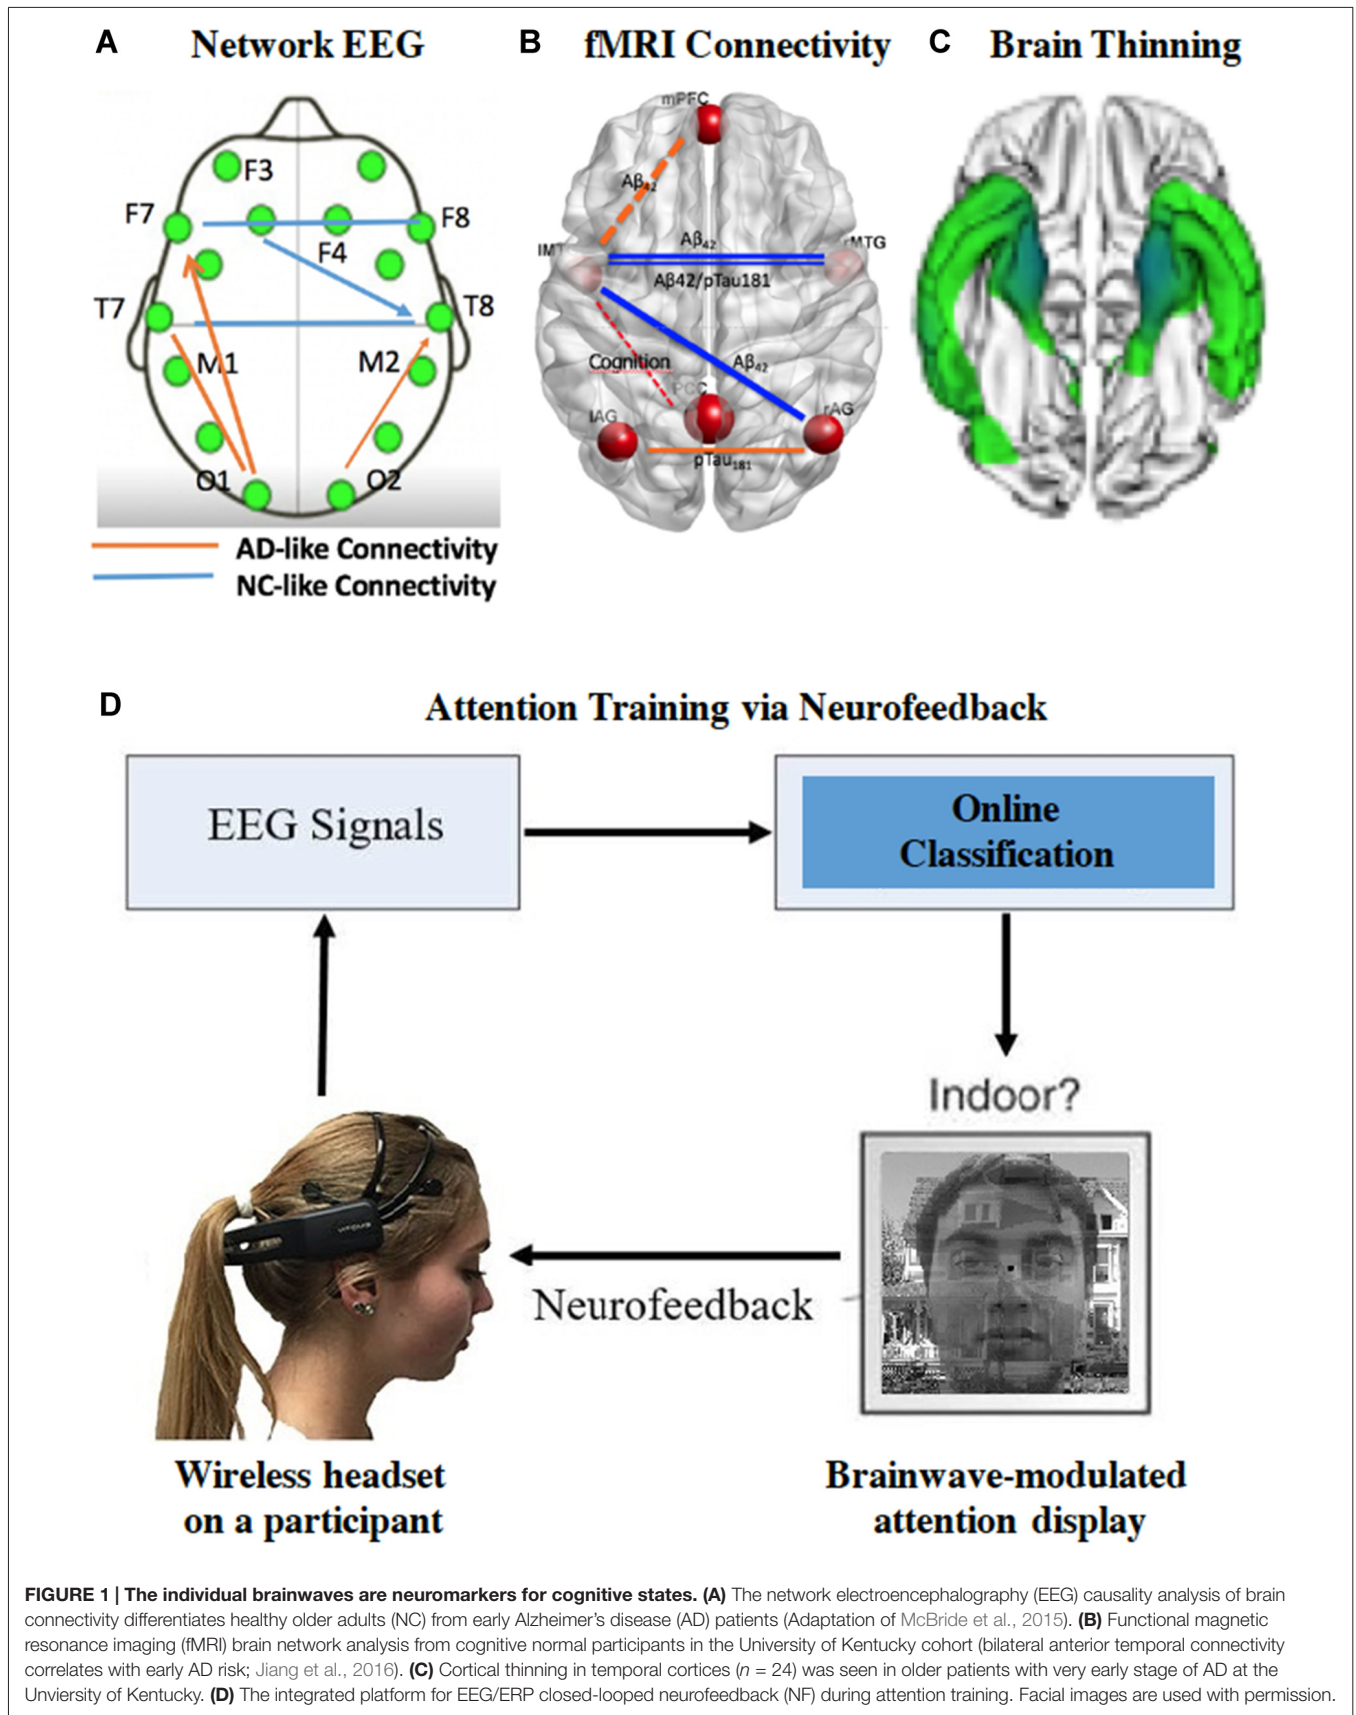 A Network EEG
F3
F7
F8
F4
T7
T8
M1
M2
O1
O2
AD-like Connectivity
NC-like Connectivity
B fMRI Connectivity
mPFC
Aβ42
Aβ42
rMTG
Aβ42/pTau181
Cognition
Aβ42
PCC
lAG
rAG
pTau181
C Brain Thinning
D Attention Training via Neurofeedback
EEG Signals
Online
Classification
Indoor?
Neurofeedback
Wireless headset
on a participant
Brainwave-modulated
attention display
FIGURE 1 | The individual brainwaves are neuromarkers for cognitive states. (A) The network electroencephalography (EEG) causality analysis of brain
connectivity differentiates healthy older adults (NC) from early Alzheimer's disease (AD) patients (Adaptation of McBride et al., 2015). (B) Functional magnetic
resonance imaging (fMRI) brain network analysis from cognitive normal participants in the University of Kentucky cohort (bilateral anterior temporal connectivity
correlates with early AD risk; Jiang et al., 2016). (C) Cortical thinning in temporal cortices (n = 24) was seen in older patients with very early stage of AD at the
Unviersity of Kentucky. (D) The integrated platform for EEG/ERP closed-looped neurofeedback (NF) during attention training. Facial images are used with permission.